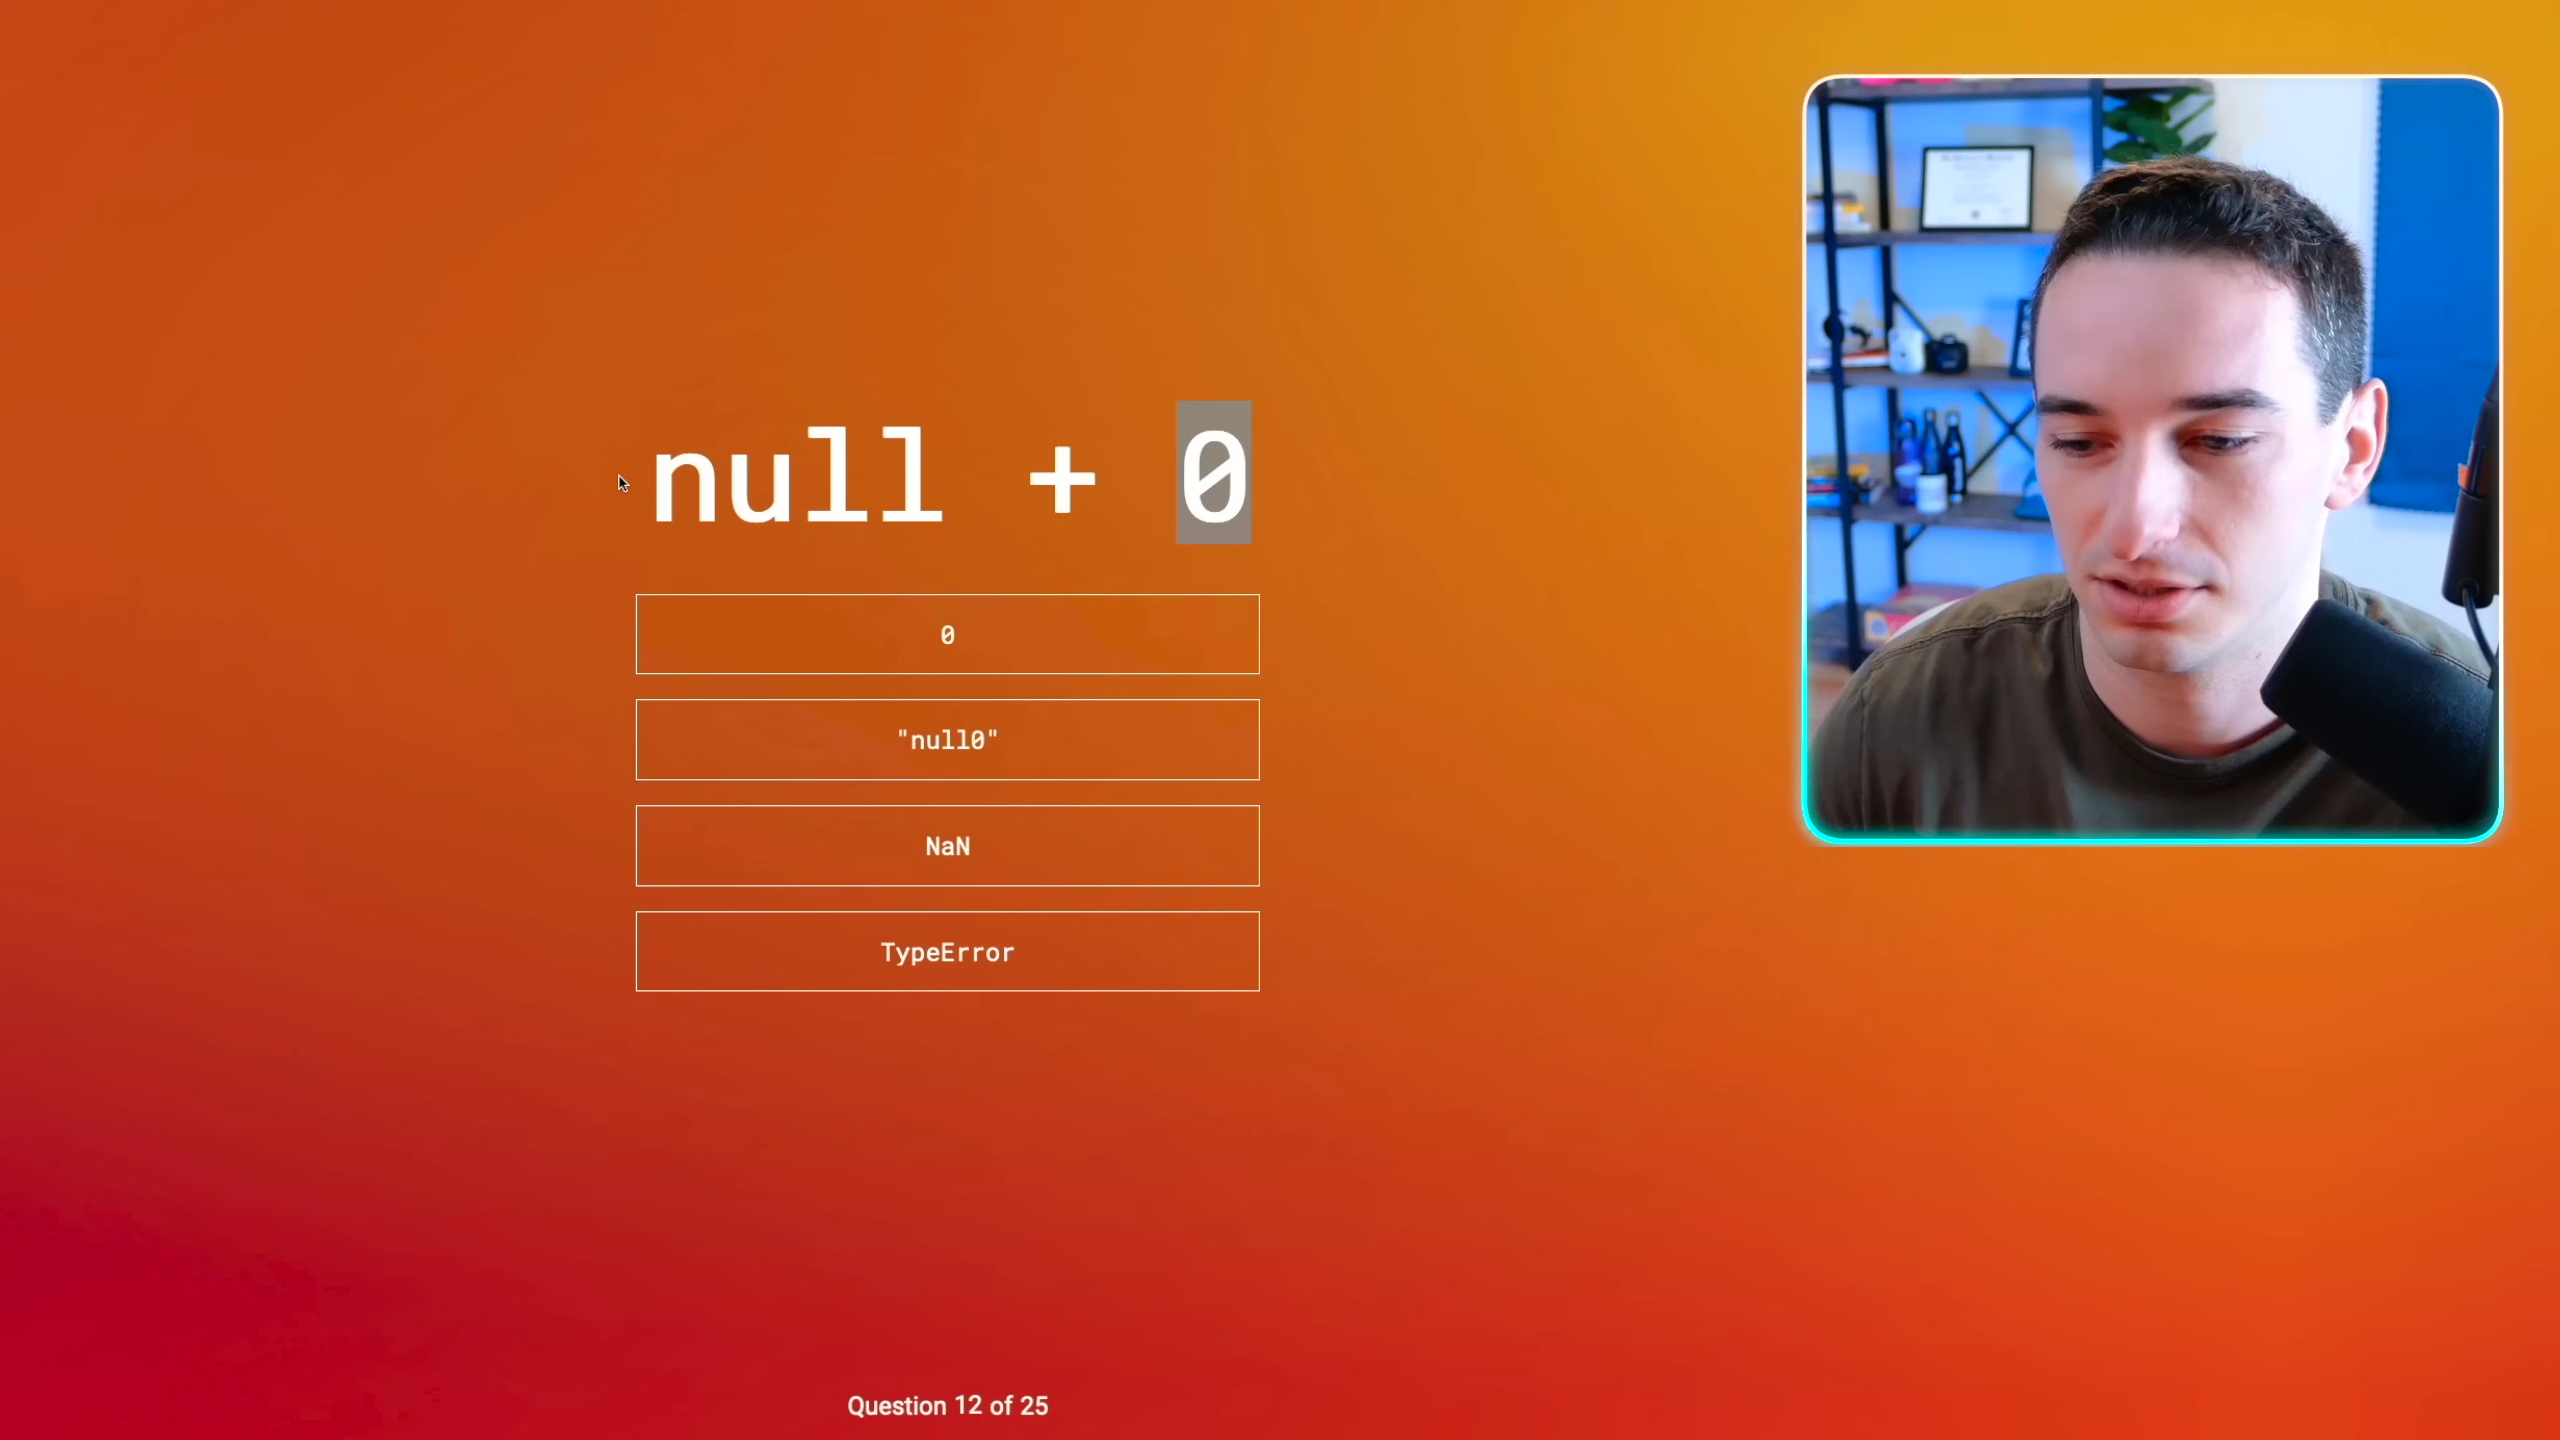 null + 0
0
"null0"
NaN
TypeError
Question 12 of 25